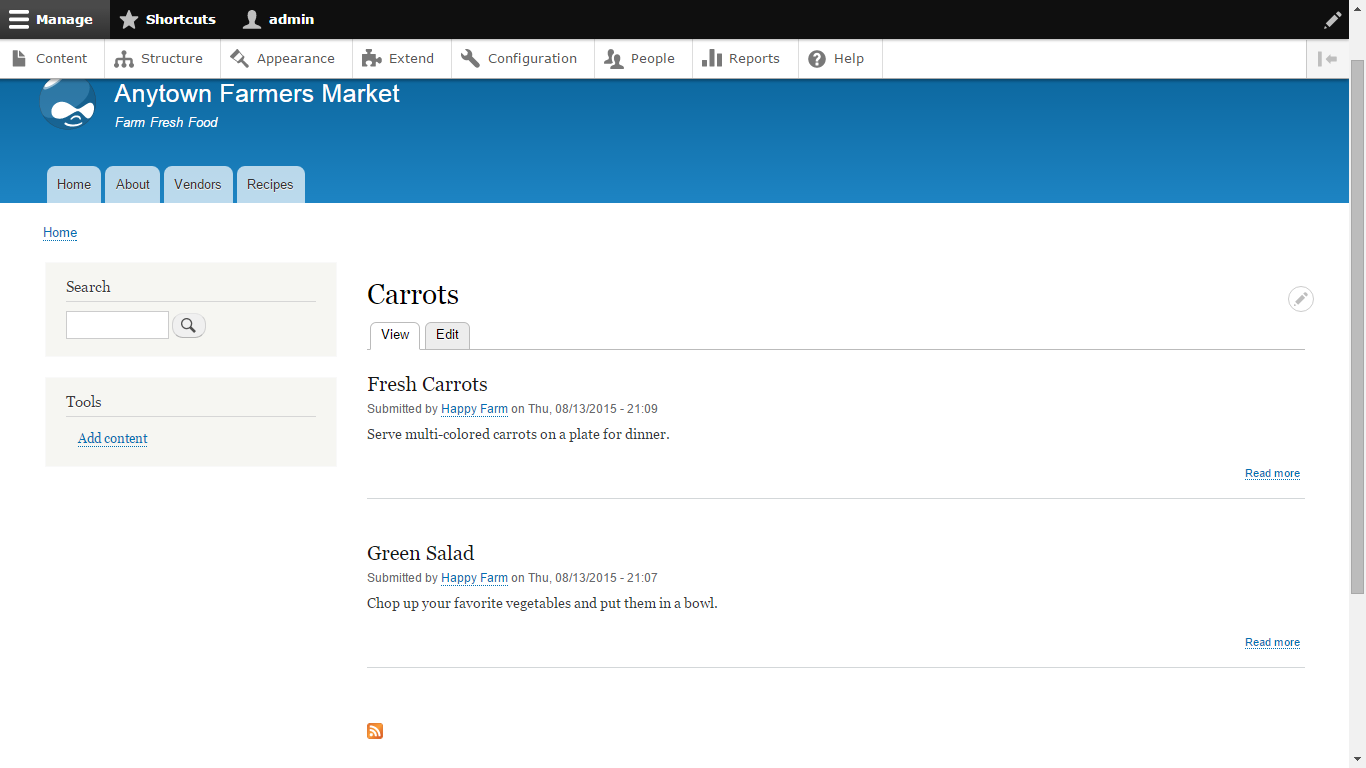 Manage Shortcuts admin
Content Structure Appearance Extend Configuration People Reports Help
Anytown Farmers Market
Farm Fresh Food
Home About Vendors Recipes
Home
Search
Tools
Add content
Carrots
View Edit
Fresh Carrots
Submitted by Happy Farm on Thu, 08/13/2015 - 21:09
Serve multi-colored carrots on a plate for dinner.
Read more
Green Salad
Submitted by Happy Farm on Thu, 08/13/2015 - 21:07
Chop up your favorite vegetables and put them in a bowl.
Read more